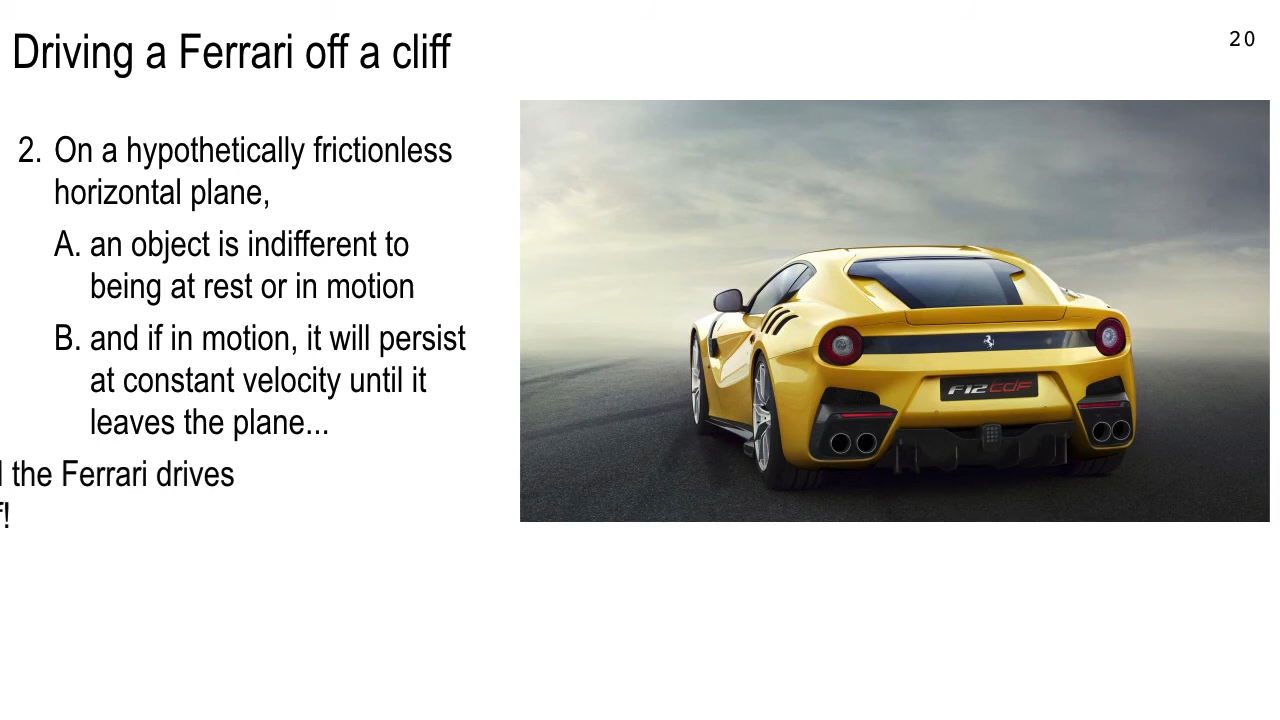 Driving a Ferrari off a cliff
20
2. On a hypothetically frictionless
horizontal plane,
A. an object is indifferent to
being at rest or in motion
B. and if in motion, it will persist
at constant velocity until it
leaves the plane...
the Ferrari drives
F12tdf